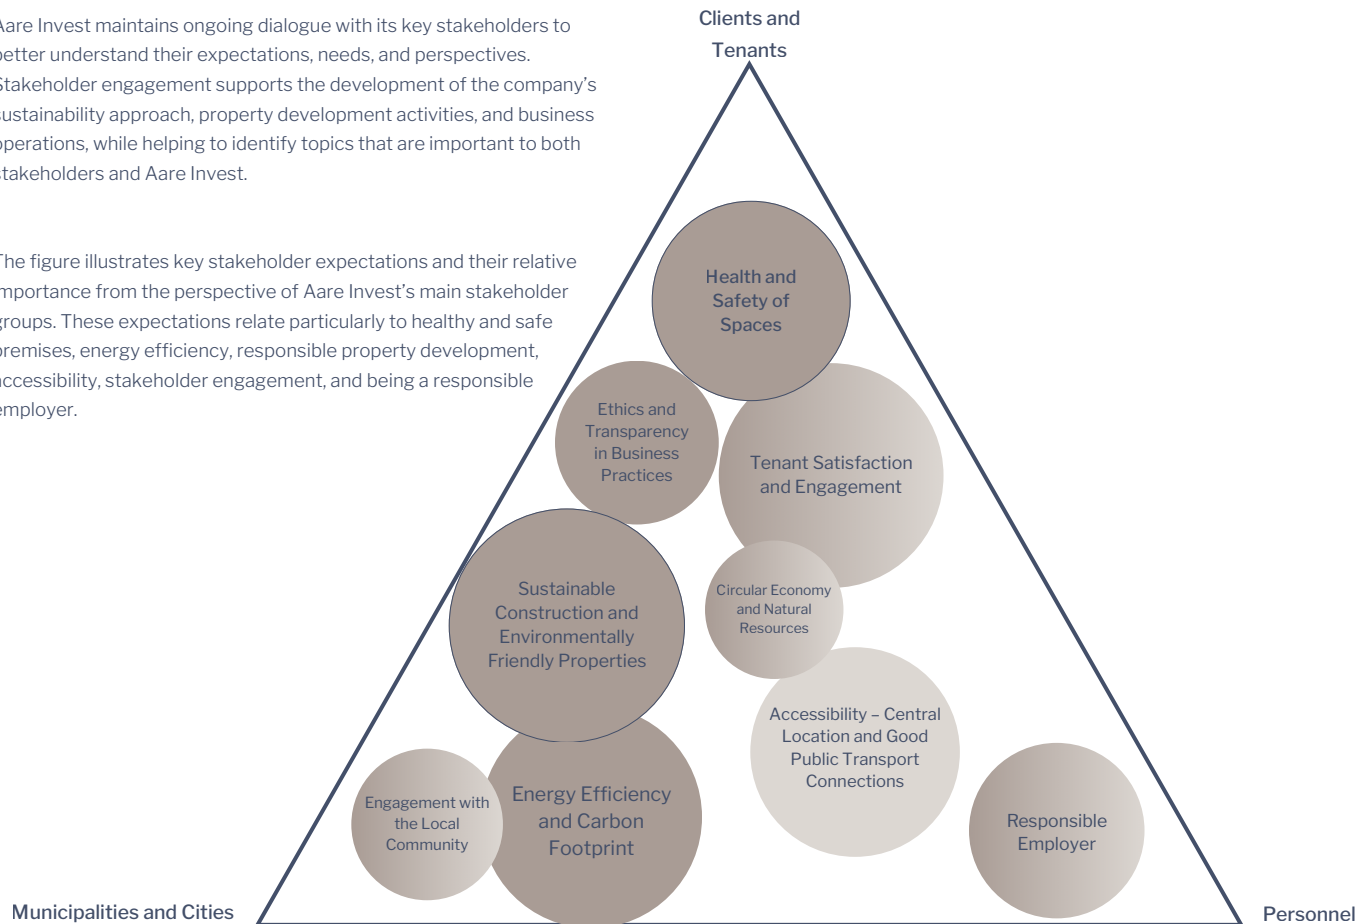 Aare Invest maintains ongoing dialogue with its key stakeholders to
better understand their expectations, needs, and perspectives.
Stakeholder engagement supports the development of the company's
sustainability approach, property development activities, and business
operations, while helping to identify topics that are important to both
stakeholders and Aare Invest.
The figure illustrates key stakeholder expectations and their relative
importance from the perspective of Aare Invest's main stakeholder
groups. These expectations relate particularly to healthy and safe
premises, energy efficiency, responsible property development,
accessibility, stakeholder engagement, and being a responsible
employer.
Clients and
Tenants
Health and
Safety of
Spaces
Ethics and
Transparency
in Business
Practices
Tenant Satisfaction
and Engagement
Sustainable
Construction and
Environmentally
Friendly Properties
Circular Economy
and Natural
Resources
Accessibility – Central
Location and Good
Public Transport
Connections
Engagement with
the Local
Community
Energy Efficiency
and Carbon
Footprint
Responsible
Employer
Municipalities and Cities
Personnel